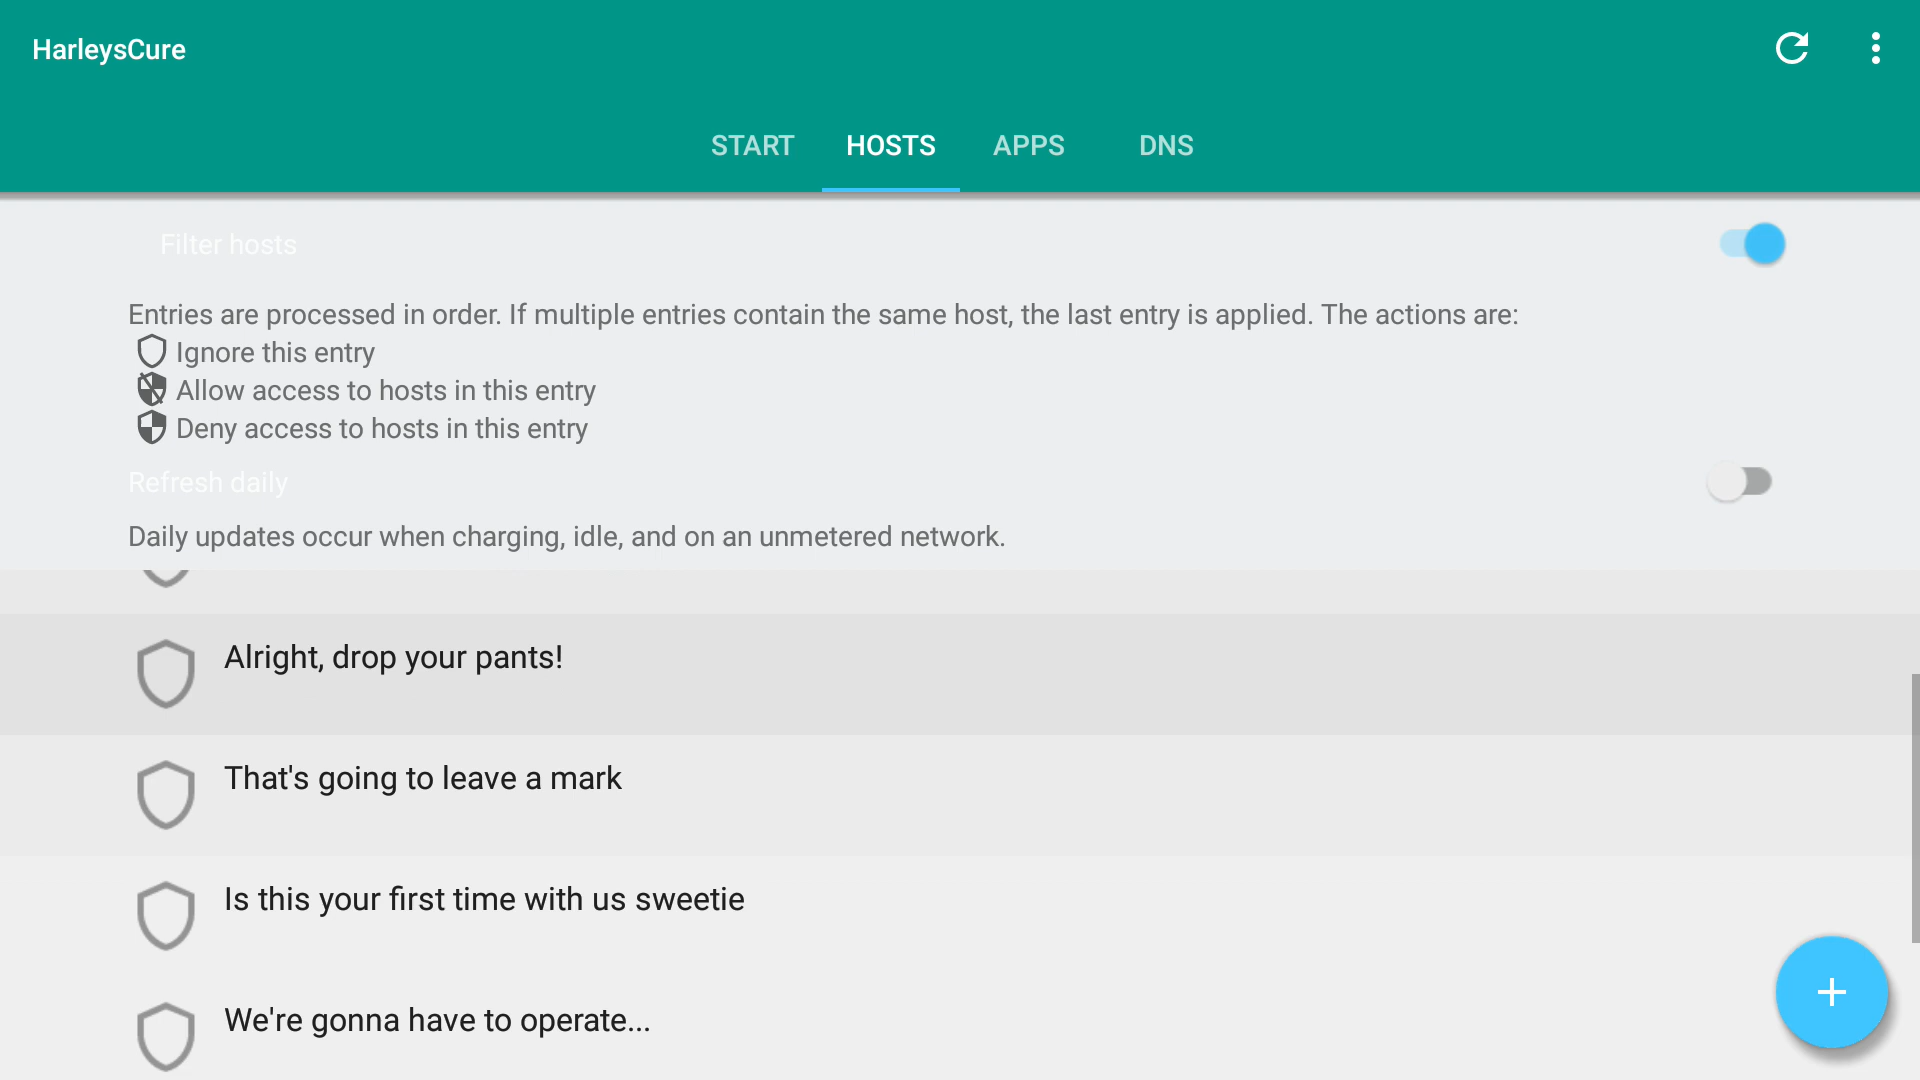 HarleysCure
START HOSTS APPS DNS
Filter hosts
Entries are processed in order. If multiple entries contain the same host, the last entry is applied. The actions are:
Ignore this entry
Allow access to hosts in this entry
Deny access to hosts in this entry
Refresh daily
Daily updates occur when charging, idle, and on an unmetered network.
Alright, drop your pants!
That's going to leave a mark
Is this your first time with us sweetie
We're gonna have to operate...